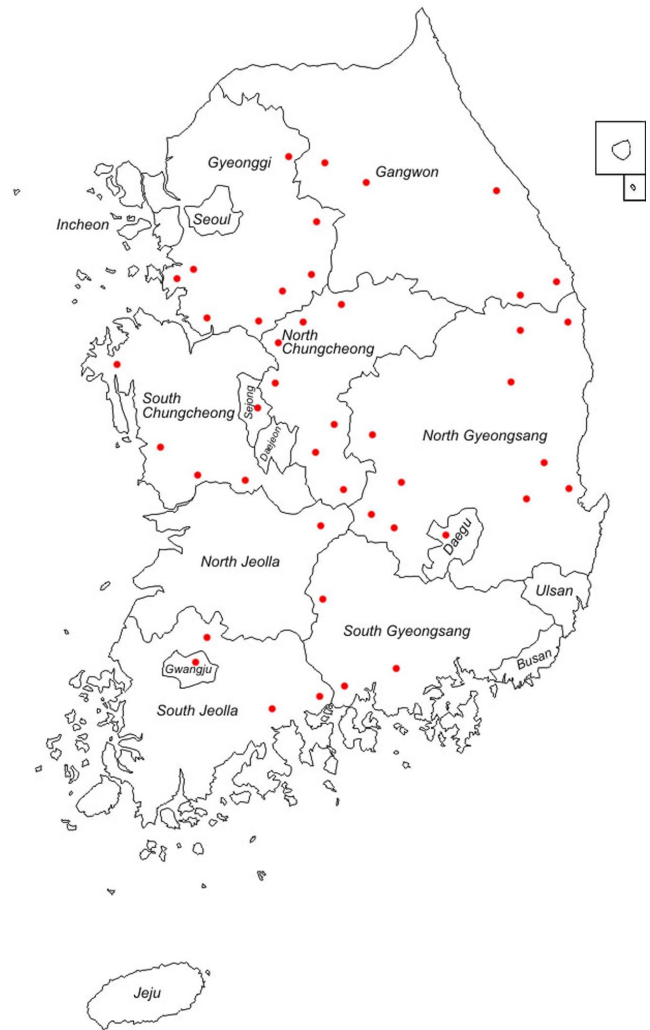 Gyeonggi
Gangwon
Incheon
Seoul
North
Chungcheong
South
Chungcheong
Sejong
Daejeon
North Gyeongsang
Daegu
North Jeolla
Ulsan
South Gyeongsang
Busan
Gwangju
South Jeolla
Jeju